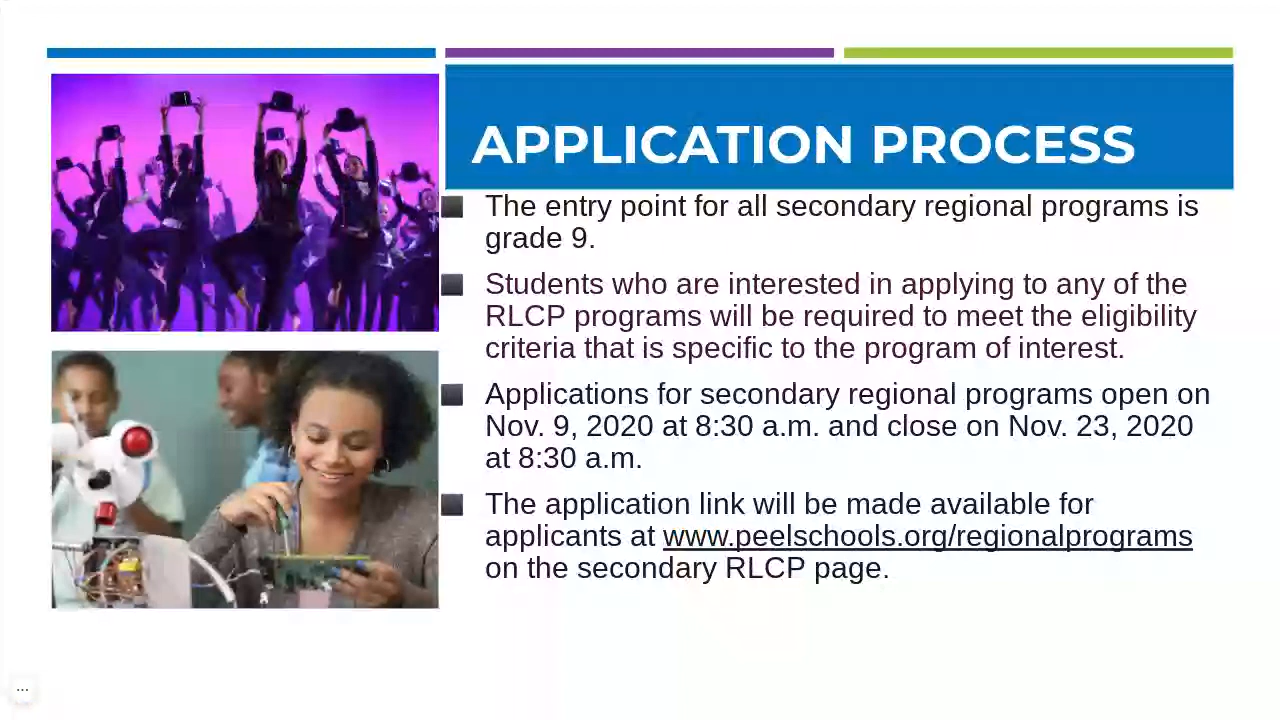 APPLICATION PROCESS
The entry point for all secondary regional programs is
grade 9.
Students who are interested in applying to any of the
RLCP programs will be required to meet the eligibility
criteria that is specific to the program of interest.
Applications for secondary regional programs open on
Nov. 9, 2020 at 8:30 a.m. and close on Nov. 23, 2020
at 8:30 a.m.
The application link will be made available for
applicants at www.peelschools.org/regionalprograms
on the secondary RLCP page.